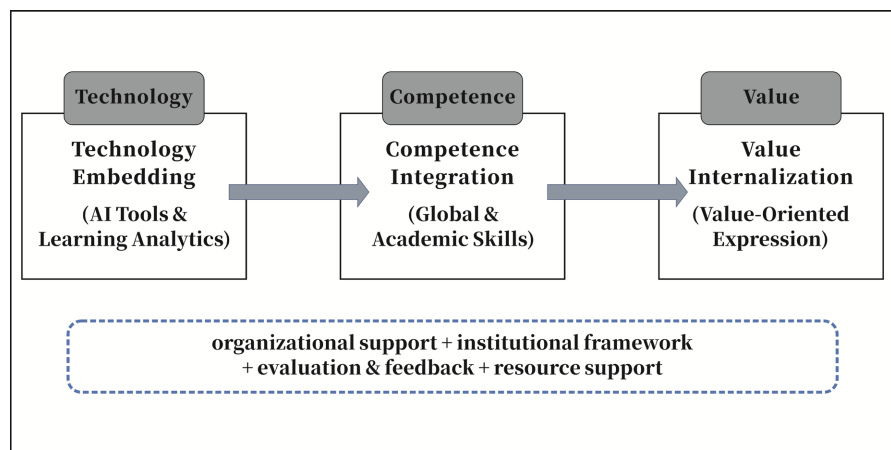 Technology
Technology
Embedding
(AI Tools &
Learning Analytics)
Competence
Competence
Integration
(Global &
Academic Skills)
Value
Value
Internalization
(Value-Oriented
Expression)
organizational support + institutional framework
+ evaluation & feedback + resource support